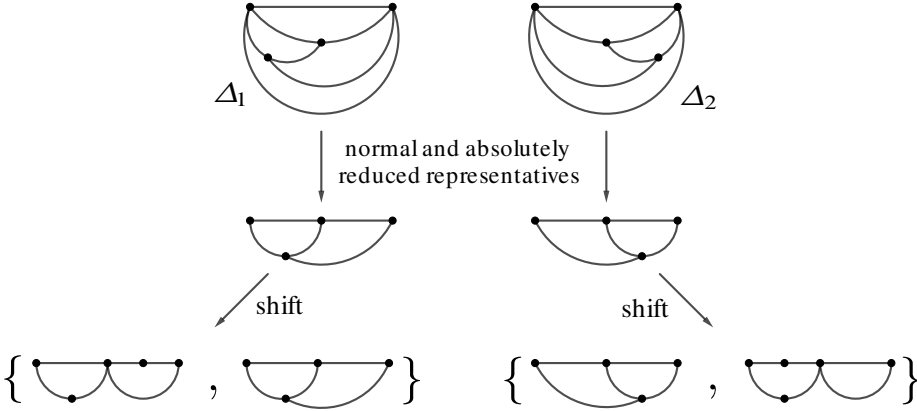 Δ1
Δ2
normal and absolutely
reduced representatives
shift
shift
{ , }
{ , }